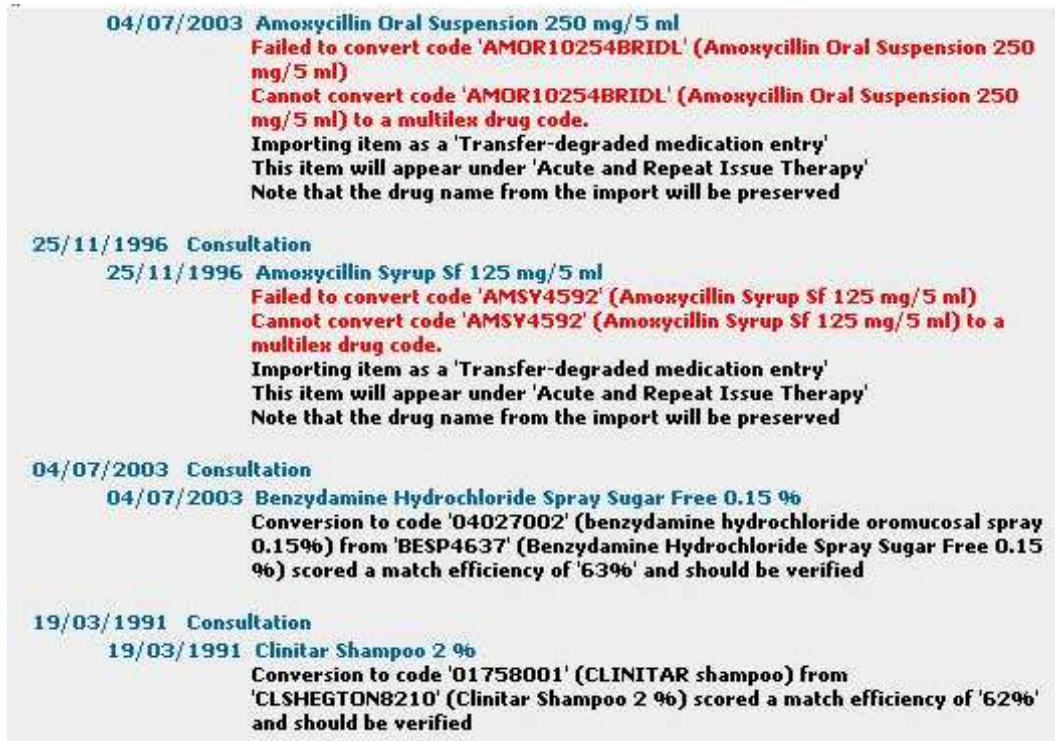 04/07/2003 Amoxycillin Oral Suspension 250 mg/5 ml
Failed to convert code 'AMOR10254BRIDL' (Amoxycillin Oral Suspension 250
mg/5 ml)
Cannot convert code 'AMOR10254BRIDL' (Amoxycillin Oral Suspension 250
mg/5 ml) to a multilex drug code.
Importing item as a 'Transfer-degraded medication entry'
This item will appear under 'Acute and Repeat Issue Therapy'
Note that the drug name from the import will be preserved
25/11/1996 Consultation
25/11/1996 Amoxycillin Syrup Sf 125 mg/5 ml
Failed to convert code 'AMSY4592' (Amoxycillin Syrup Sf 125 mg/5 ml)
Cannot convert code 'AMSY4592' (Amoxycillin Syrup Sf 125 mg/5 ml) to a
multilex drug code.
Importing item as a 'Transfer-degraded medication entry'
This item will appear under 'Acute and Repeat Issue Therapy'
Note that the drug name from the import will be preserved
04/07/2003 Consultation
04/07/2003 Benzydamine Hydrochloride Spray Sugar Free 0.15 %
Conversion to code '04027002' (benzydamine hydrochloride oromucosal spray
0.15%) from 'BESP4637' (Benzydamine Hydrochloride Spray Sugar Free 0.15
%) scored a match efficiency of '63%' and should be verified
19/03/1991 Consultation
19/03/1991 Clinitar Shampoo 2 %
Conversion to code '01758001' (CLINITAR shampoo) from
'CLSHEGTON8210' (Clinitar Shampoo 2 %) scored a match efficiency of '62%'
and should be verified